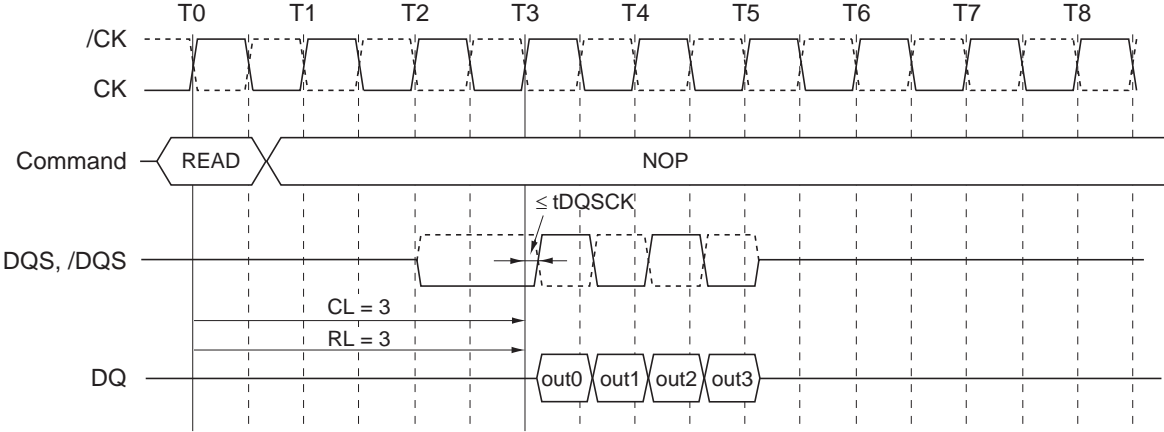 T0 T1 T2 T3 T4 T5 T6 T7 T8
/CK
CK
Command READ NOP
≤ tDQSCK
DQS, /DQS
CL = 3
RL = 3
DQ out0 out1 out2 out3